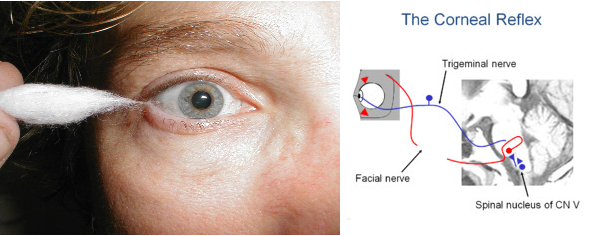 The Corneal Reflex
Trigeminal nerve
Facial nerve
Spinal nucleus of CN V